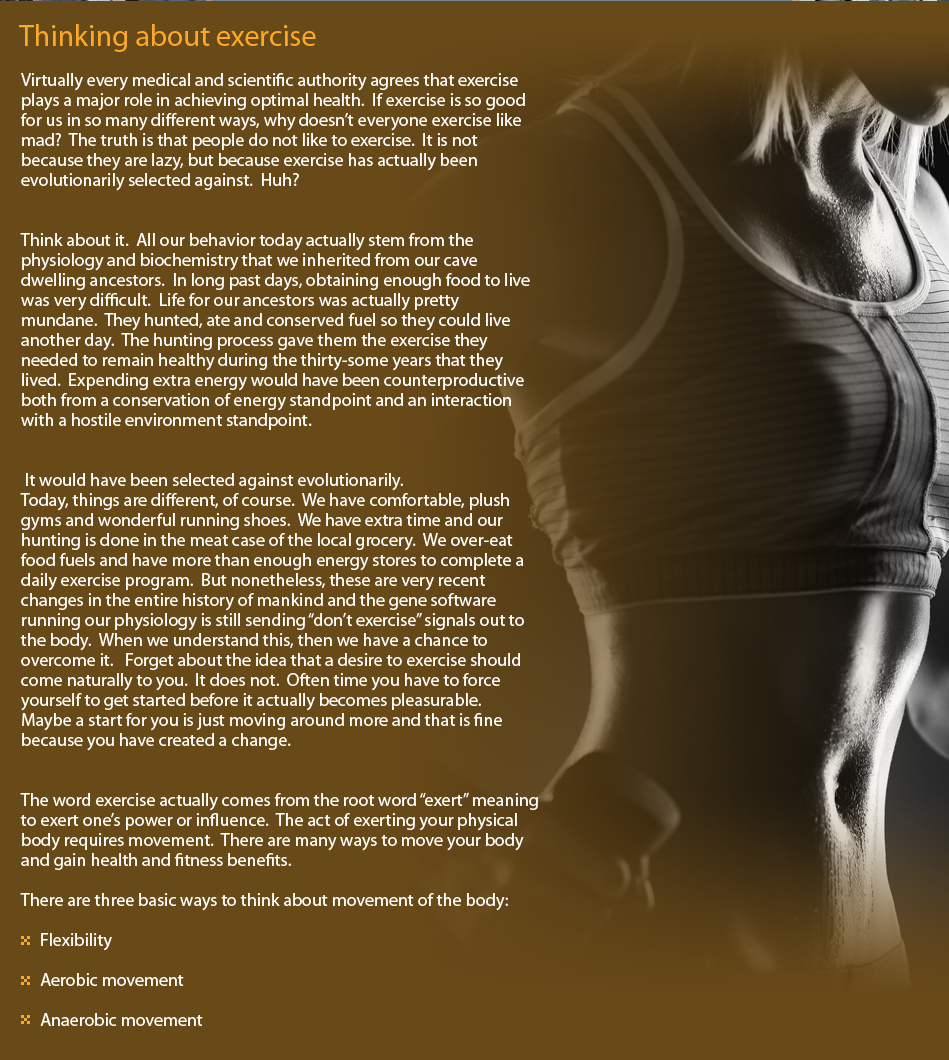 Thinking about exercise
Virtually every medical and scientific authority agrees that exercise
plays a major role in achieving optimal health.  If exercise is so good
for us in so many different ways, why doesn’t everyone exercise like
mad?  The truth is that people do not like to exercise.  It is not
because they are lazy, but because exercise has actually been
evolutionarily selected against.  Huh?
Think about it.  All our behavior today actually stem from the
physiology and biochemistry that we inherited from our cave
dwelling ancestors.  In long past days, obtaining enough food to live
was very difficult.  Life for our ancestors was actually pretty
mundane.  They hunted, ate and conserved fuel so they could live
another day.  The hunting process gave them the exercise they
needed to remain healthy during the thirty-some years that they
lived.  Expending extra energy would have been counterproductive
both from a conservation of energy standpoint and an interaction
with a hostile environment standpoint.
It would have been selected against evolutionarily.
Today, things are different, of course.  We have comfortable, plush
gyms and wonderful running shoes.  We have extra time and our
hunting is done in the meat case of the local grocery.  We over-eat
food fuels and have more than enough energy stores to complete a
daily exercise program.  But nonetheless, these are very recent
changes in the entire history of mankind and the gene software
running our physiology is still sending “don’t exercise” signals out to
the body.  When we understand this, then we have a chance to
overcome it.   Forget about the idea that a desire to exercise should
come naturally to you.  It does not.  Often time you have to force
yourself to get started before it actually becomes pleasurable.
Maybe a start for you is just moving around more and that is fine
because you have created a change.
The word exercise actually comes from the root word “exert” meaning
to exert one’s power or influence.  The act of exerting your physical
body requires movement.  There are many ways to move your body
and gain health and fitness benefits.
There are three basic ways to think about movement of the body:
Flexibility
Aerobic movement
Anaerobic movement